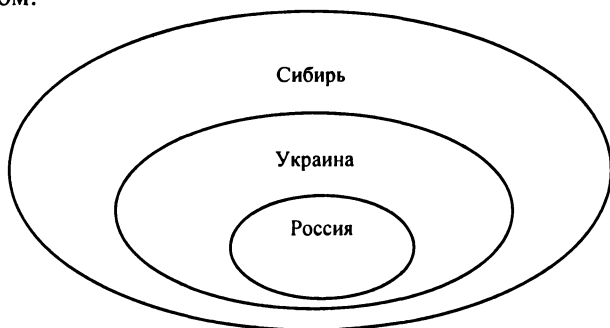 ом.
Сибирь
Украина
Россия